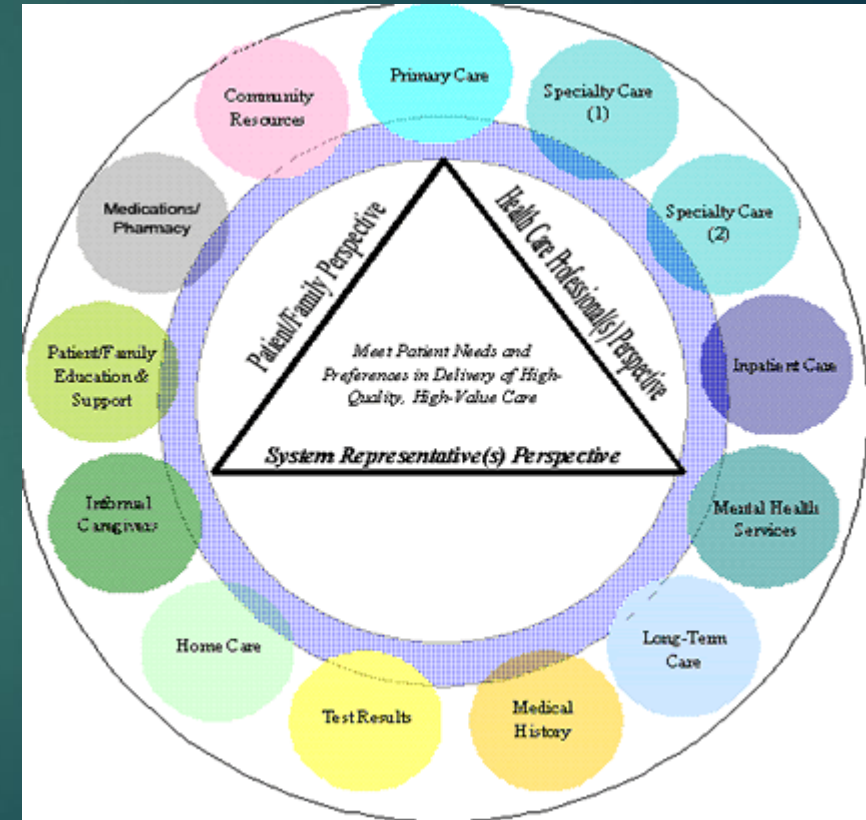 Primary Care
Specialty Care
(1)
Specialty Care
(2)
Inpatient Care
Mental Health
Services
Long-Term
Care
Medical
History
Test Results
Home Care
Informal
Caregivers
Patient/Family
Education &
Support
Medications/
Pharmacy
Community
Resources
Patient/Family Perspective
Health Care Professional(s) Perspective
Meet Patient Needs and
Preferences in Delivery of High-
Quality, High-Value Care
System Representative(s) Perspective